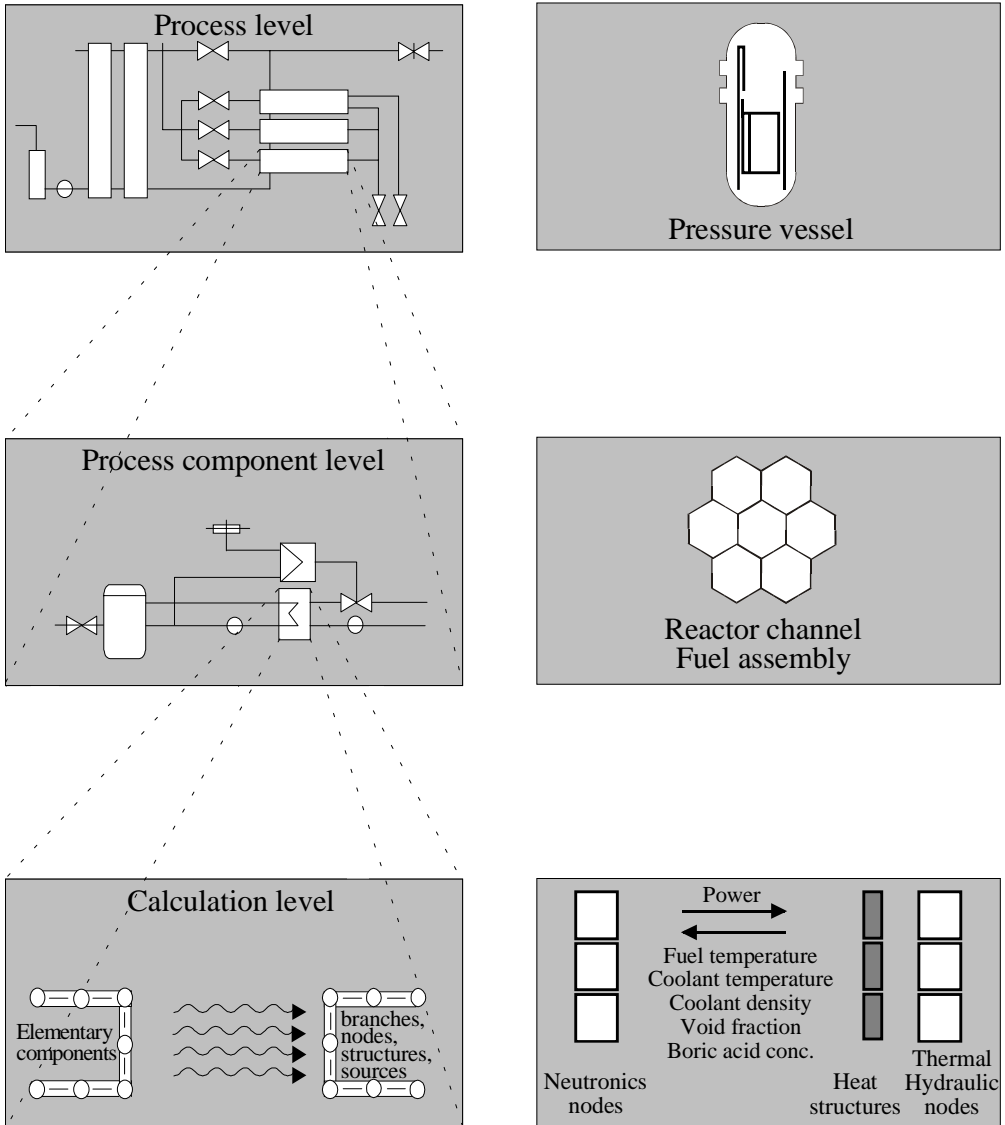 Process level
Pressure vessel
Process component level
Reactor channel
Fuel assembly
Calculation level
Elementary
components
branches,
nodes,
structures,
sources
Power
Fuel temperature
Coolant temperature
Coolant density
Void fraction
Boric acid conc.
Neutronics
nodes
Heat
structures
Thermal
Hydraulic
nodes